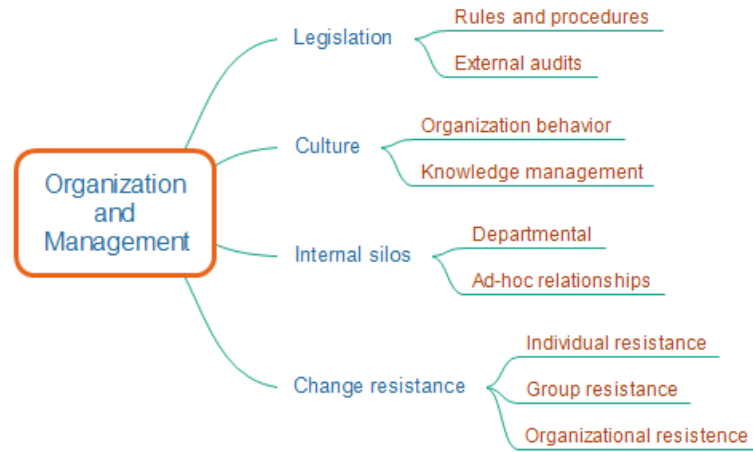 Organization
and
Management
Legislation
Rules and procedures
External audits
Culture
Organization behavior
Knowledge management
Internal silos
Departmental
Ad-hoc relationships
Change resistance
Individual resistance
Group resistance
Organizational resistence